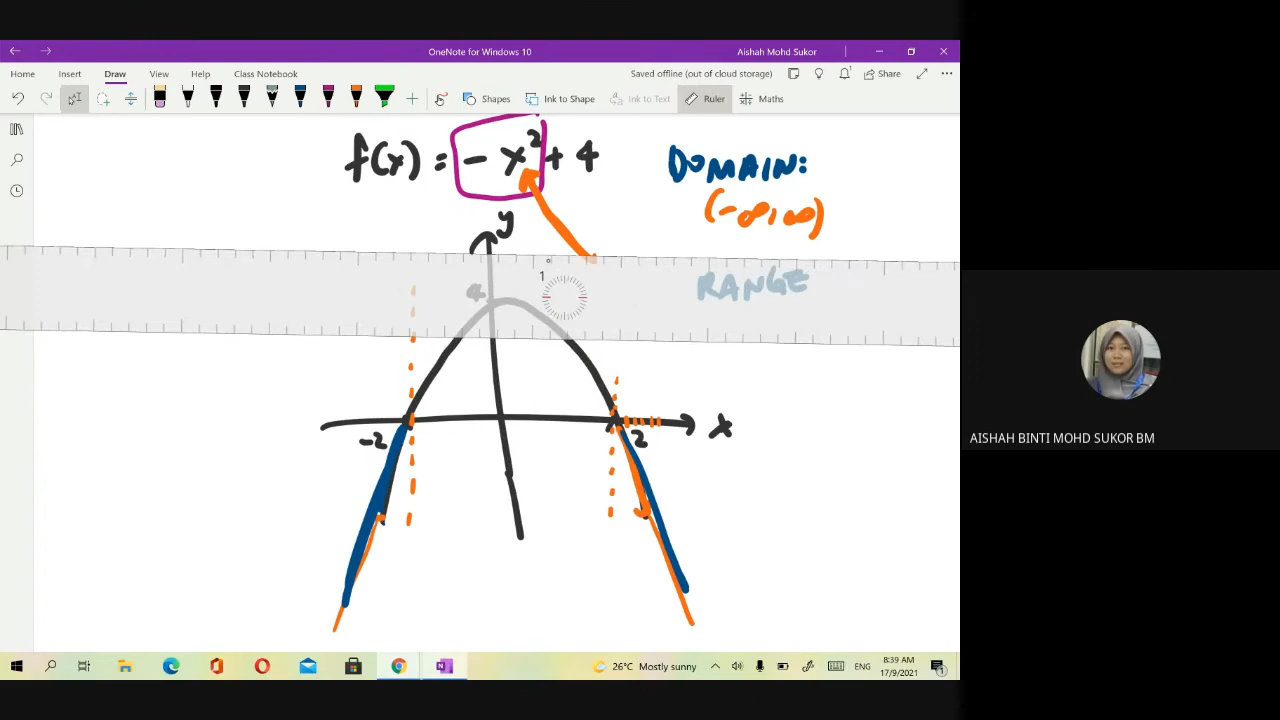 OneNote for Windows 10
Aishah Mohd Sukor
Home Insert Draw View Help Class Notebook
Saved offline (out of cloud storage)
Share
Shapes Ink to Shape Ink to Text Ruler Maths
f(x) = - x² + 4
DOMAIN:
(-∞, ∞)
y
1°
RANGE
4
-2 2 x
AISHAH BINTI MOHD SUKOR BM
26°C Mostly sunny
ENG
8:39 AM
17/9/2021
1